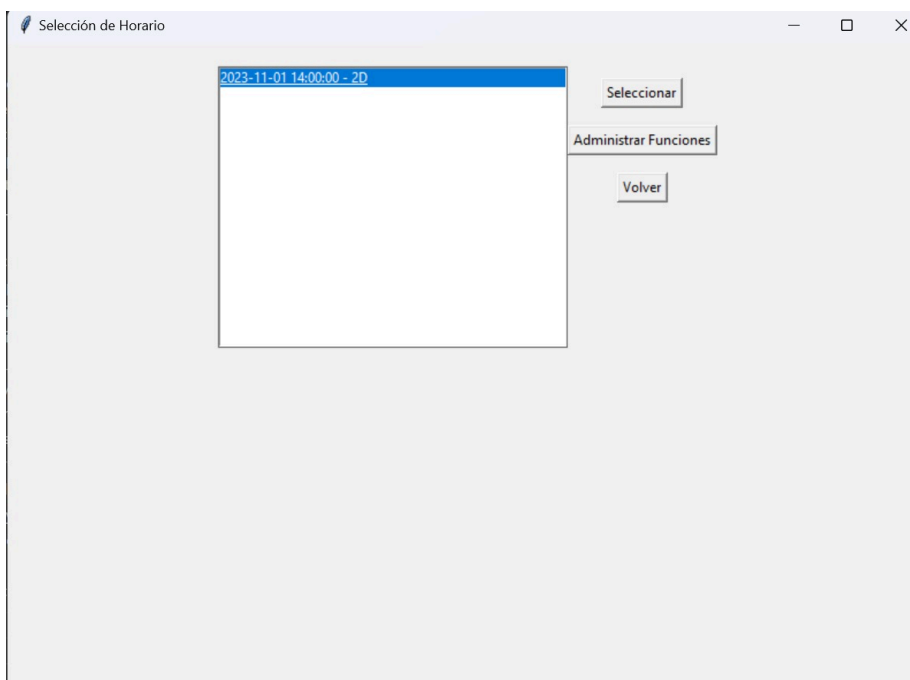 Selección de Horario
2023-11-01 14:00:00 - 2D
Seleccionar
Administrar Funciones
Volver